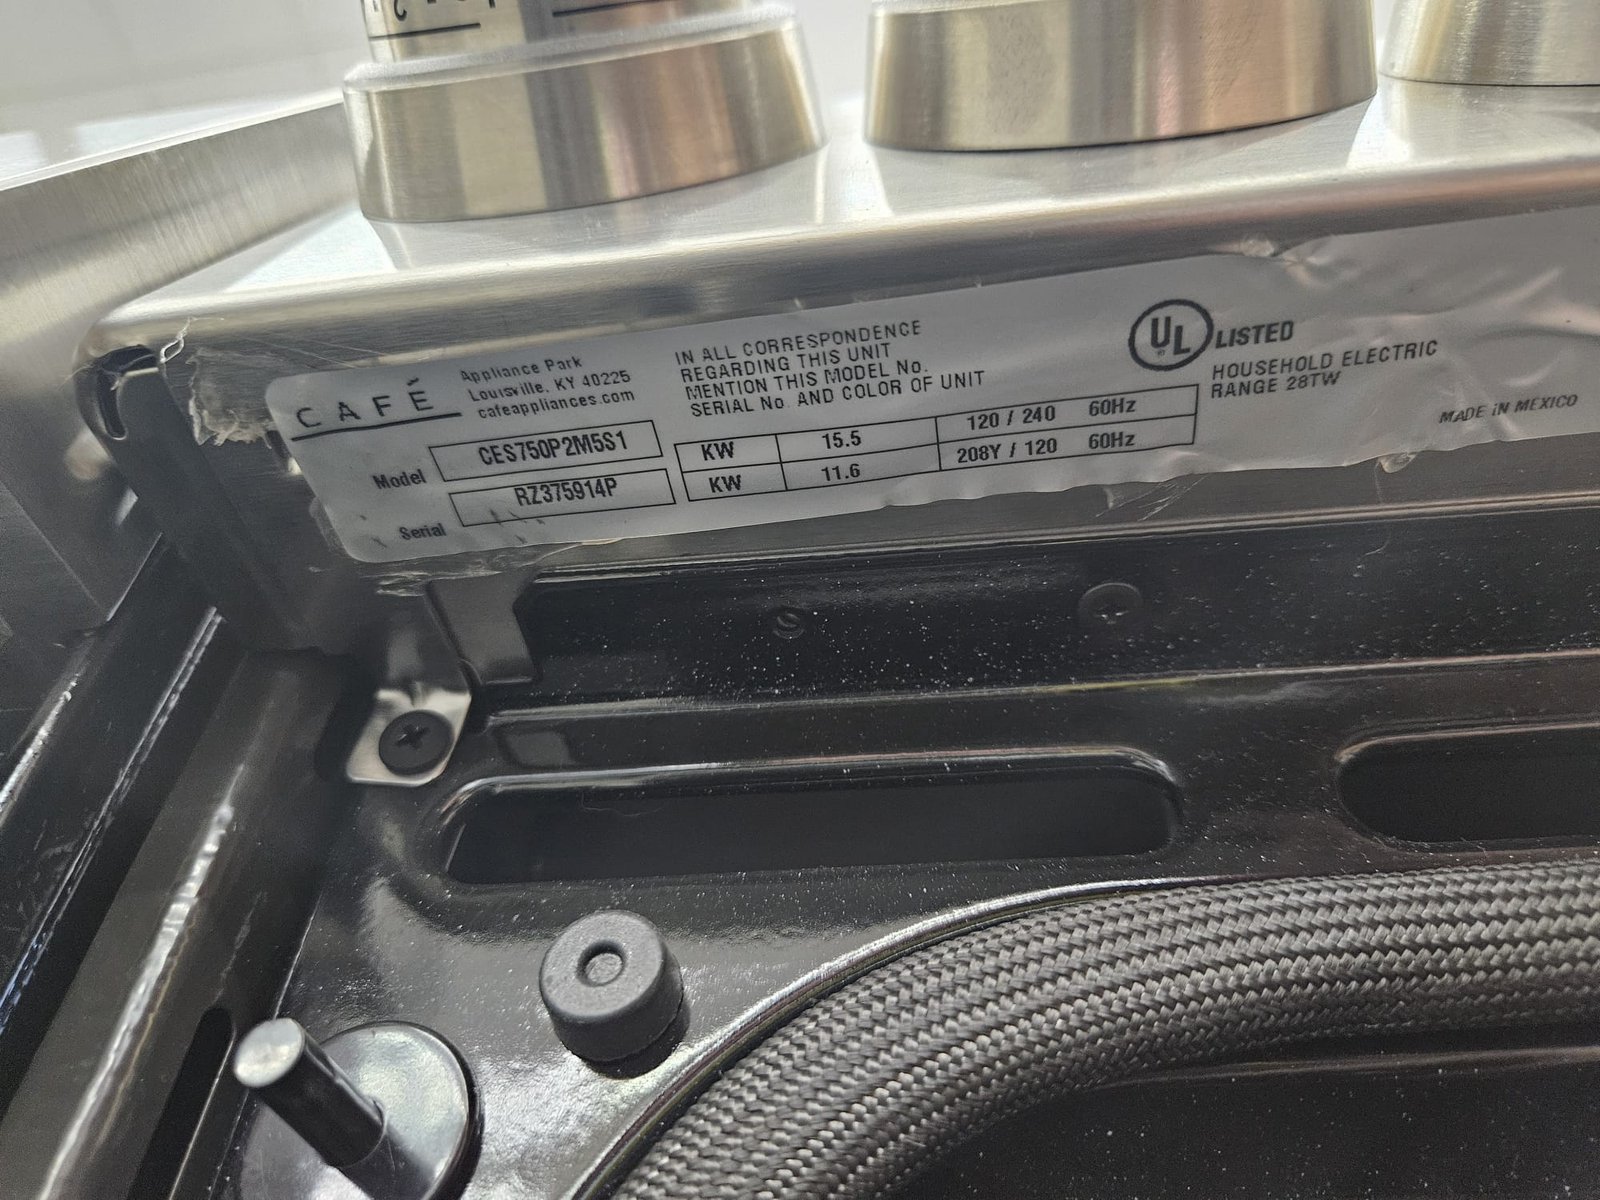 CAFÉ
Appliance Park
Louisville, KY 40225
cafeappliances.com
Model CES750P2M5S1
Serial RZ375914P
IN ALL CORRESPONDENCE
REGARDING THIS UNIT
MENTION THIS MODEL No.
SERIAL No. AND COLOR OF UNIT
KW 15.5 120 / 240 60Hz
KW 11.6 208Y / 120 60Hz
UL LISTED
HOUSEHOLD ELECTRIC
RANGE 28TW
MADE IN MEXICO